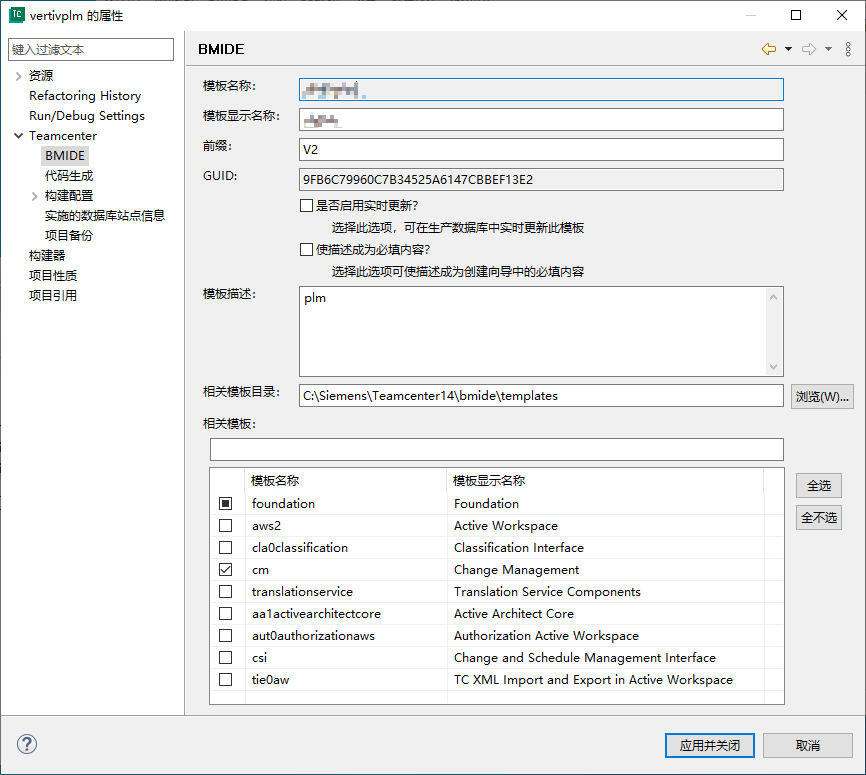 TC vertivplm 的属性
键入过滤文本
资源
Refactoring History
Run/Debug Settings
Teamcenter
BMIDE
代码生成
构建配置
实施的数据库站点信息
项目备份
构建器
项目性质
项目引用
BMIDE
模板名称:
模板显示名称:
前缀: V2
GUID: 9FB6C79960C7B34525A6147CBBEF13E2
是否启用实时更新?
选择此选项，可在生产数据库中实时更新此模板
使描述成为必填内容?
选择此选项可使描述成为创建向导中的必填内容
模板描述: plm
相关模板目录: C:\Siemens\Teamcenter14\bmide\templates 浏览(W)...
相关模板:
模板名称 模板显示名称
foundation Foundation
aws2 Active Workspace
cla0classification Classification Interface
cm Change Management
translationservice Translation Service Components
aa1activearchitectcore Active Architect Core
aut0authorizationaws Authorization Active Workspace
csi Change and Schedule Management Interface
tie0aw TC XML Import and Export in Active Workspace
全选
全不选
应用并关闭 取消